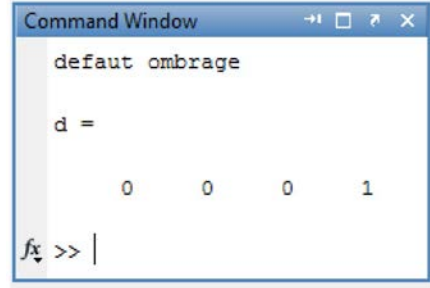 Command Window
defaut ombrage
d =
0 0 0 1
fx >>